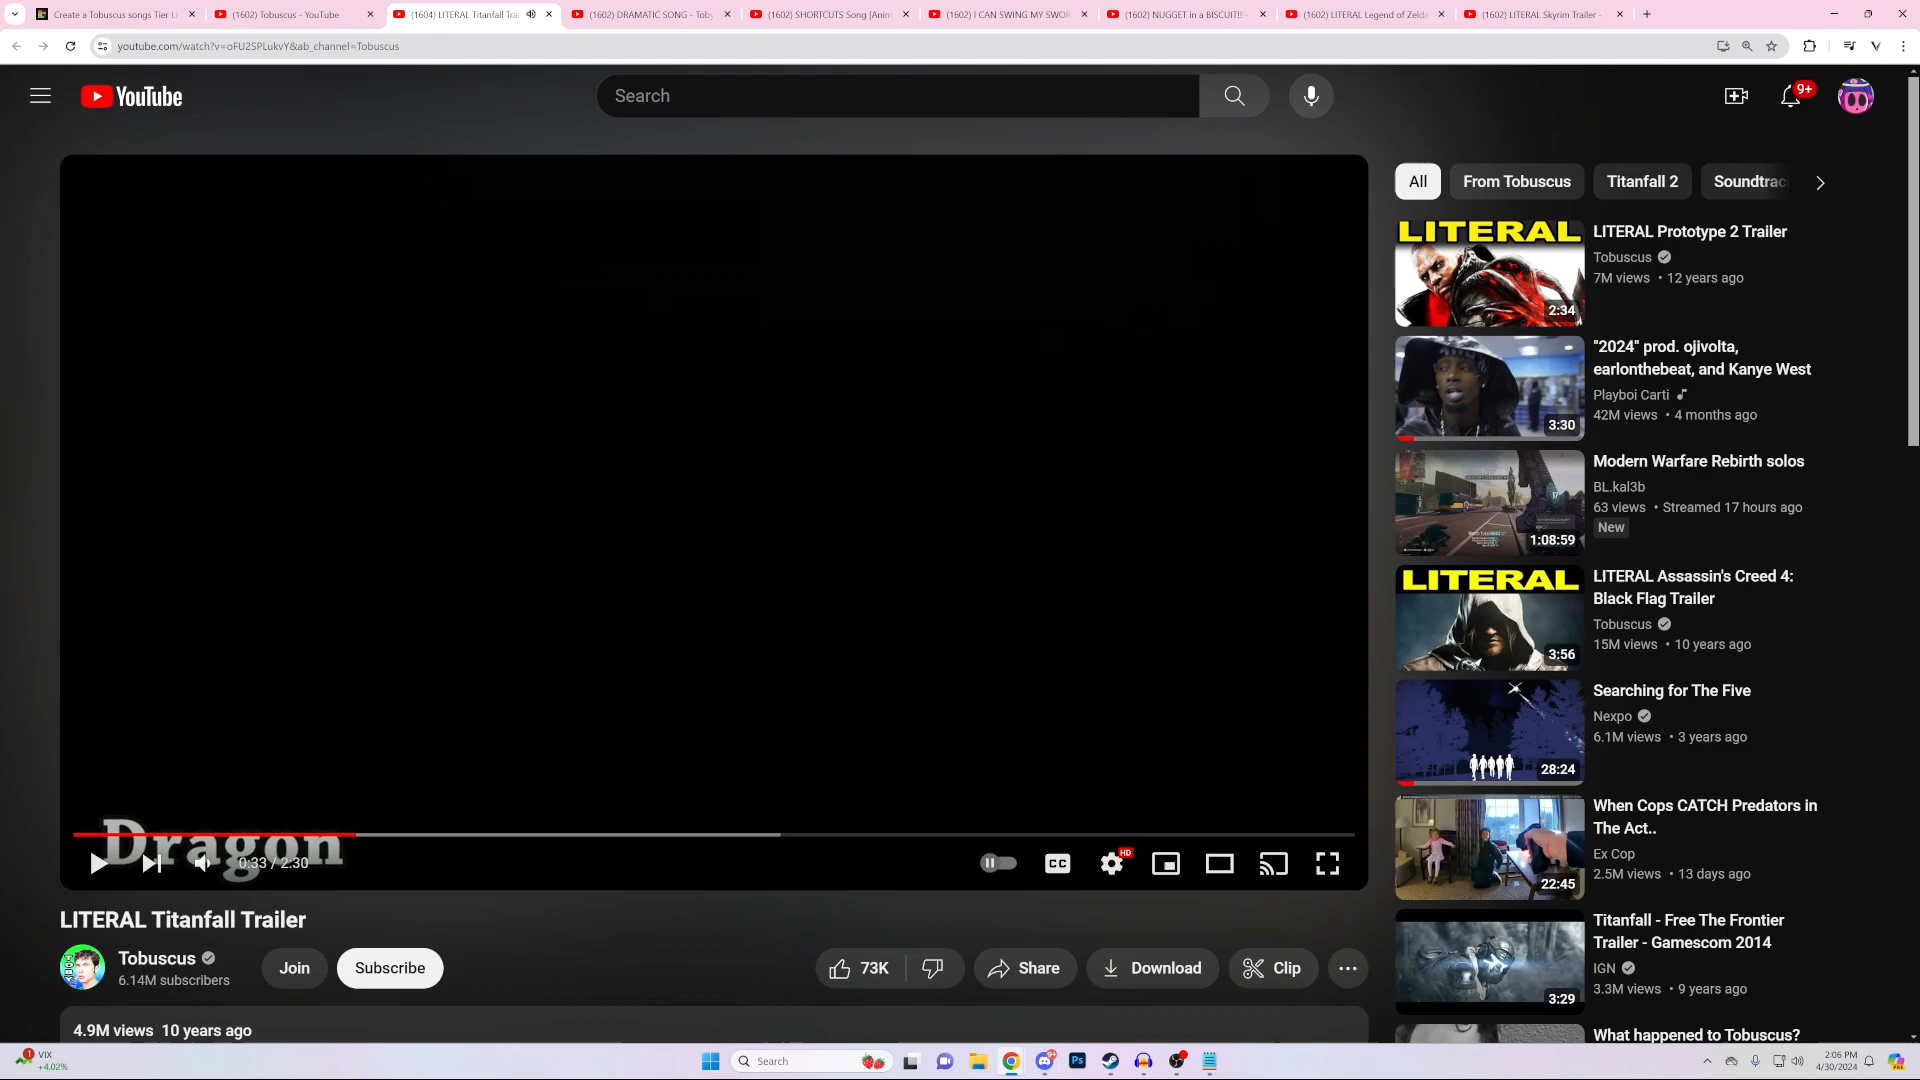 Create a Tobuscus songs Tier Li
(1602) Tobuscus - YouTube
(1604) LITERAL Titanfall Trai
(1602) DRAMATIC SONG - Toby
(1602) SHORTCUTS Song [Anim
(1602) I CAN SWING MY SWOR
(1602) NUGGET in a BISCUIT!! -
(1602) LITERAL Legend of Zelda
(1602) LITERAL Skyrim Trailer -
youtube.com/watch?v=oFU2SPLukvY&ab_channel=Tobuscus
YouTube
Search
9+
Dragon
0:33 / 2:30
CC
HD
LITERAL Titanfall Trailer
Tobuscus
6.14M subscribers
Join
Subscribe
73K
Share
Download
Clip
4.9M views 10 years ago
All
From Tobuscus
Titanfall 2
Soundtrac
LITERAL
2:34
LITERAL Prototype 2 Trailer
Tobuscus
7M views • 12 years ago
3:30
"2024" prod. ojivolta,
earlonthebeat, and Kanye West
Playboi Carti
42M views • 4 months ago
1:08:59
Modern Warfare Rebirth solos
BL.kal3b
63 views • Streamed 17 hours ago
New
LITERAL
3:56
LITERAL Assassin's Creed 4:
Black Flag Trailer
Tobuscus
15M views • 10 years ago
28:24
Searching for The Five
Nexpo
6.1M views • 3 years ago
22:45
When Cops CATCH Predators in
The Act..
Ex Cop
2.5M views • 13 days ago
3:29
Titanfall - Free The Frontier
Trailer - Gamescom 2014
IGN
3.3M views • 9 years ago
What happened to Tobuscus?
1
VIX
+4.02%
Search
Ps
2:06 PM
4/30/2024